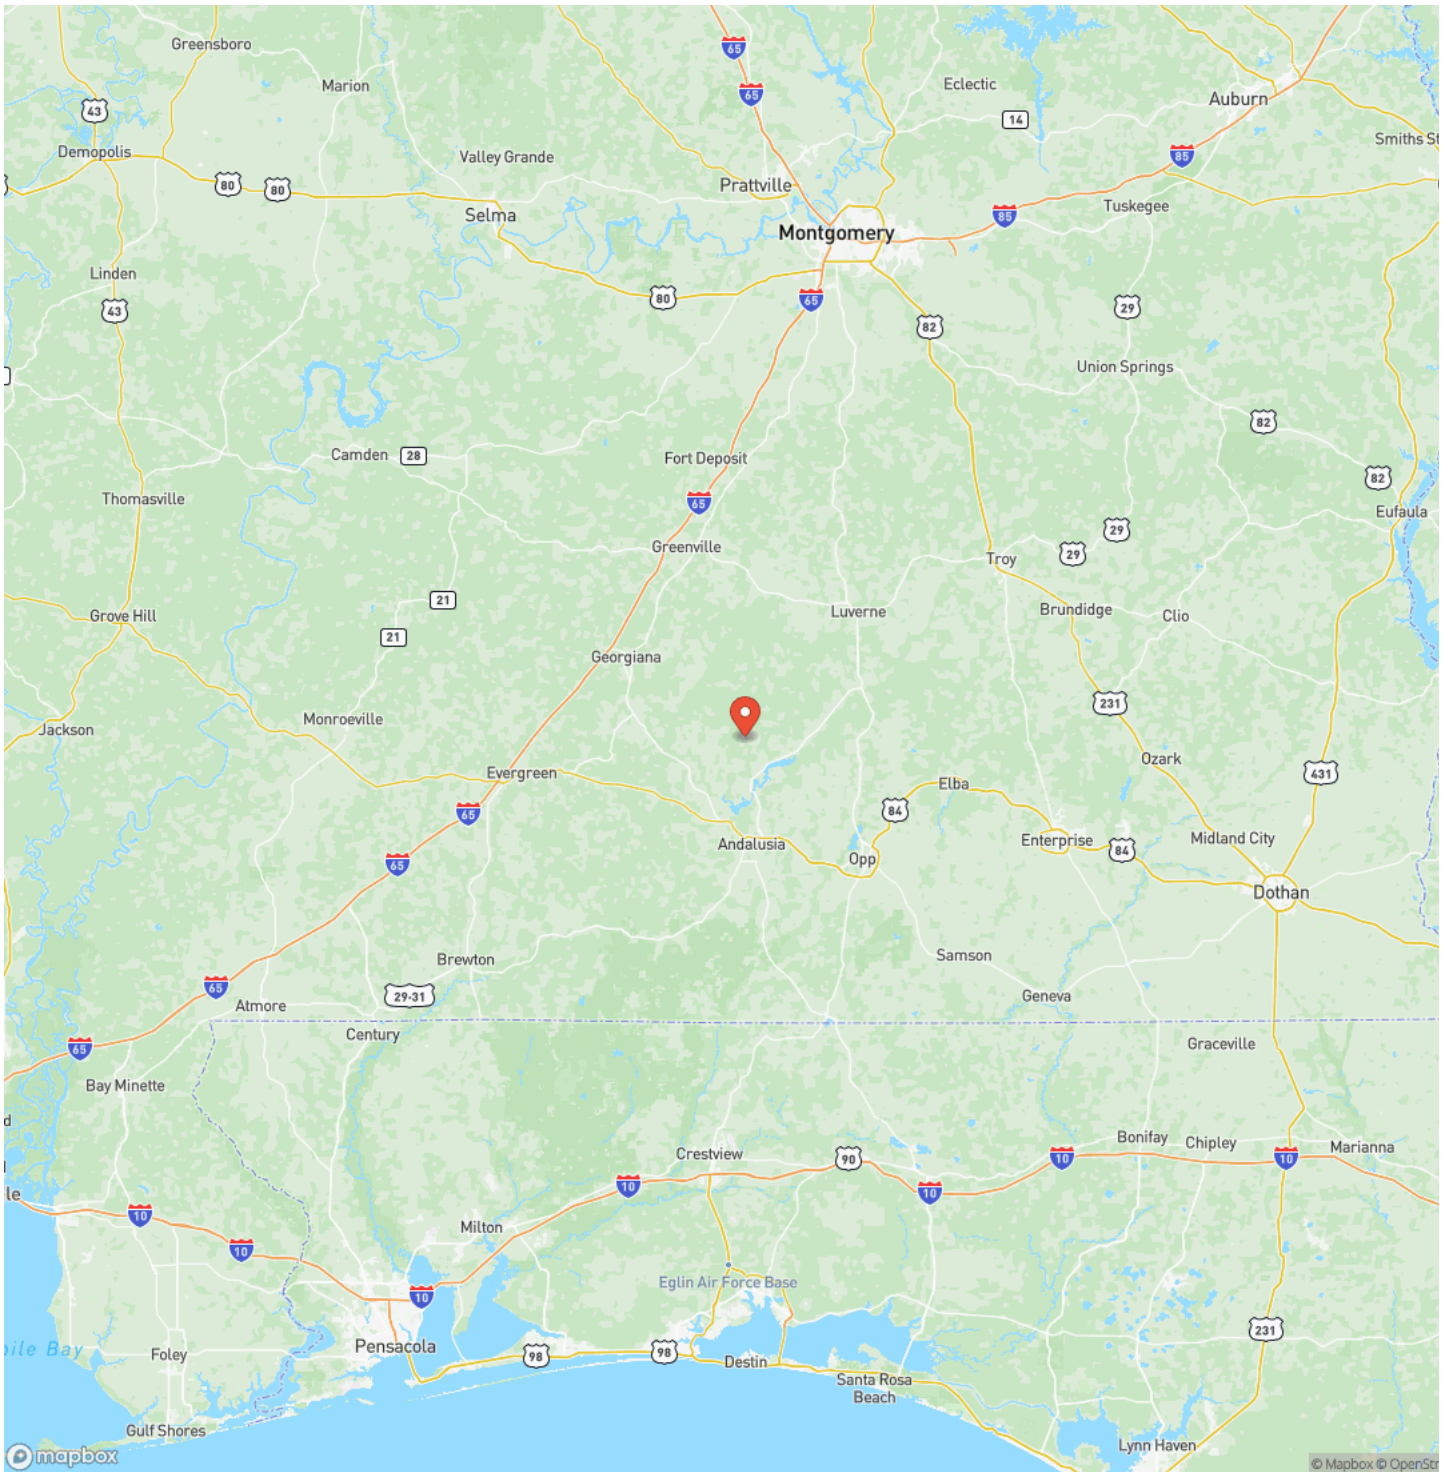 Greensboro
65
Marion
65
Eclectic
43
Auburn
14
Smiths St
Demopolis
Valley Grande
85
80
80
Prattville
Selma
85
Tuskegee
Montgomery
Linden
80
65
43
29
82
Union Springs
82
Camden
28
Fort Deposit
82
Thomasville
65
Eufaula
29
Greenville
29
Troy
21
Brundidge
Luverne
Clio
Grove Hill
21
Georgiana
231
Monroeville
Jackson
Ozark
Evergreen
431
Elba
65
84
Midland City
Enterprise
Andalusia
84
Opp
65
Dothan
Samson
Brewton
65
29-31
Geneva
Atmore
Century
Graceville
65
Bay Minette
d
Bonifay
Chipley
Marianna
Crestview
90
10
10
le
10
10
10
Milton
10
Eglin Air Force Base
10
231
Pensacola
98
98
Foley
Destin
bile Bay
Santa Rosa
Beach
Gulf Shores
Lynn Haven
mapbox
© Mapbox © OpenStr